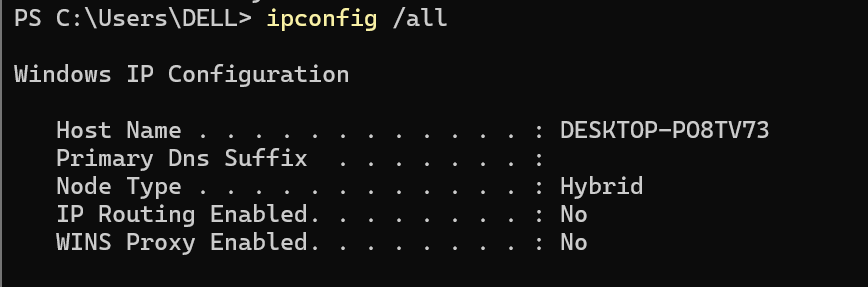 PS C:\Users\DELL> ipconfig /all
Windows IP Configuration
Host Name . . . . . . . . . . . . : DESKTOP-PO8TV73
Primary Dns Suffix  . . . . . . . :
Node Type . . . . . . . . . . . . : Hybrid
IP Routing Enabled. . . . . . . . : No
WINS Proxy Enabled. . . . . . . . : No